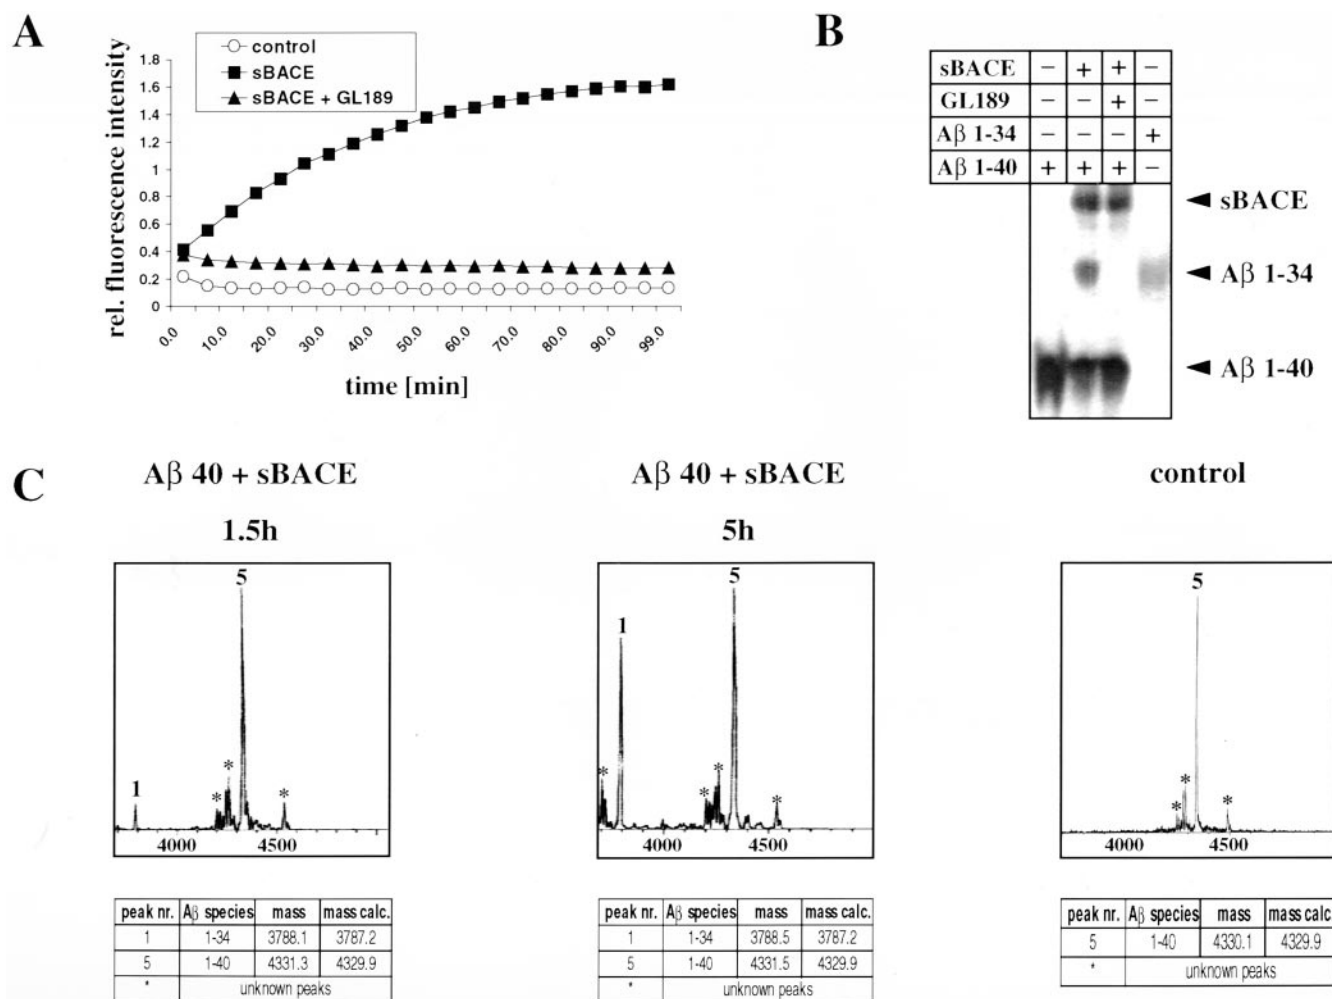 A
rel. fluorescence intensity
control
sBACE
sBACE + GL189
1.8
1.6
1.4
1.2
1
0.8
0.6
0.4
0.2
0
0.0
10.0
20.0
30.0
40.0
50.0
60.0
70.0
80.0
90.0
99.0
time [min]
B
sBACE – + + –
GL189 – – + –
Aβ 1-34 – – – +
Aβ 1-40 + + + –
sBACE
Aβ 1-34
Aβ 1-40
C
Aβ 40 + sBACE
1.5h
5
1
* * *
4000 4500
peak nr. Aβ species mass mass calc.
1 1-34 3788.1 3787.2
5 1-40 4331.3 4329.9
* unknown peaks
Aβ 40 + sBACE
5h
5
1
* * * *
4000 4500
peak nr. Aβ species mass mass calc.
1 1-34 3788.5 3787.2
5 1-40 4331.5 4329.9
* unknown peaks
control
5
* * *
4000 4500
peak nr. Aβ species mass mass calc.
5 1-40 4330.1 4329.9
* unknown peaks